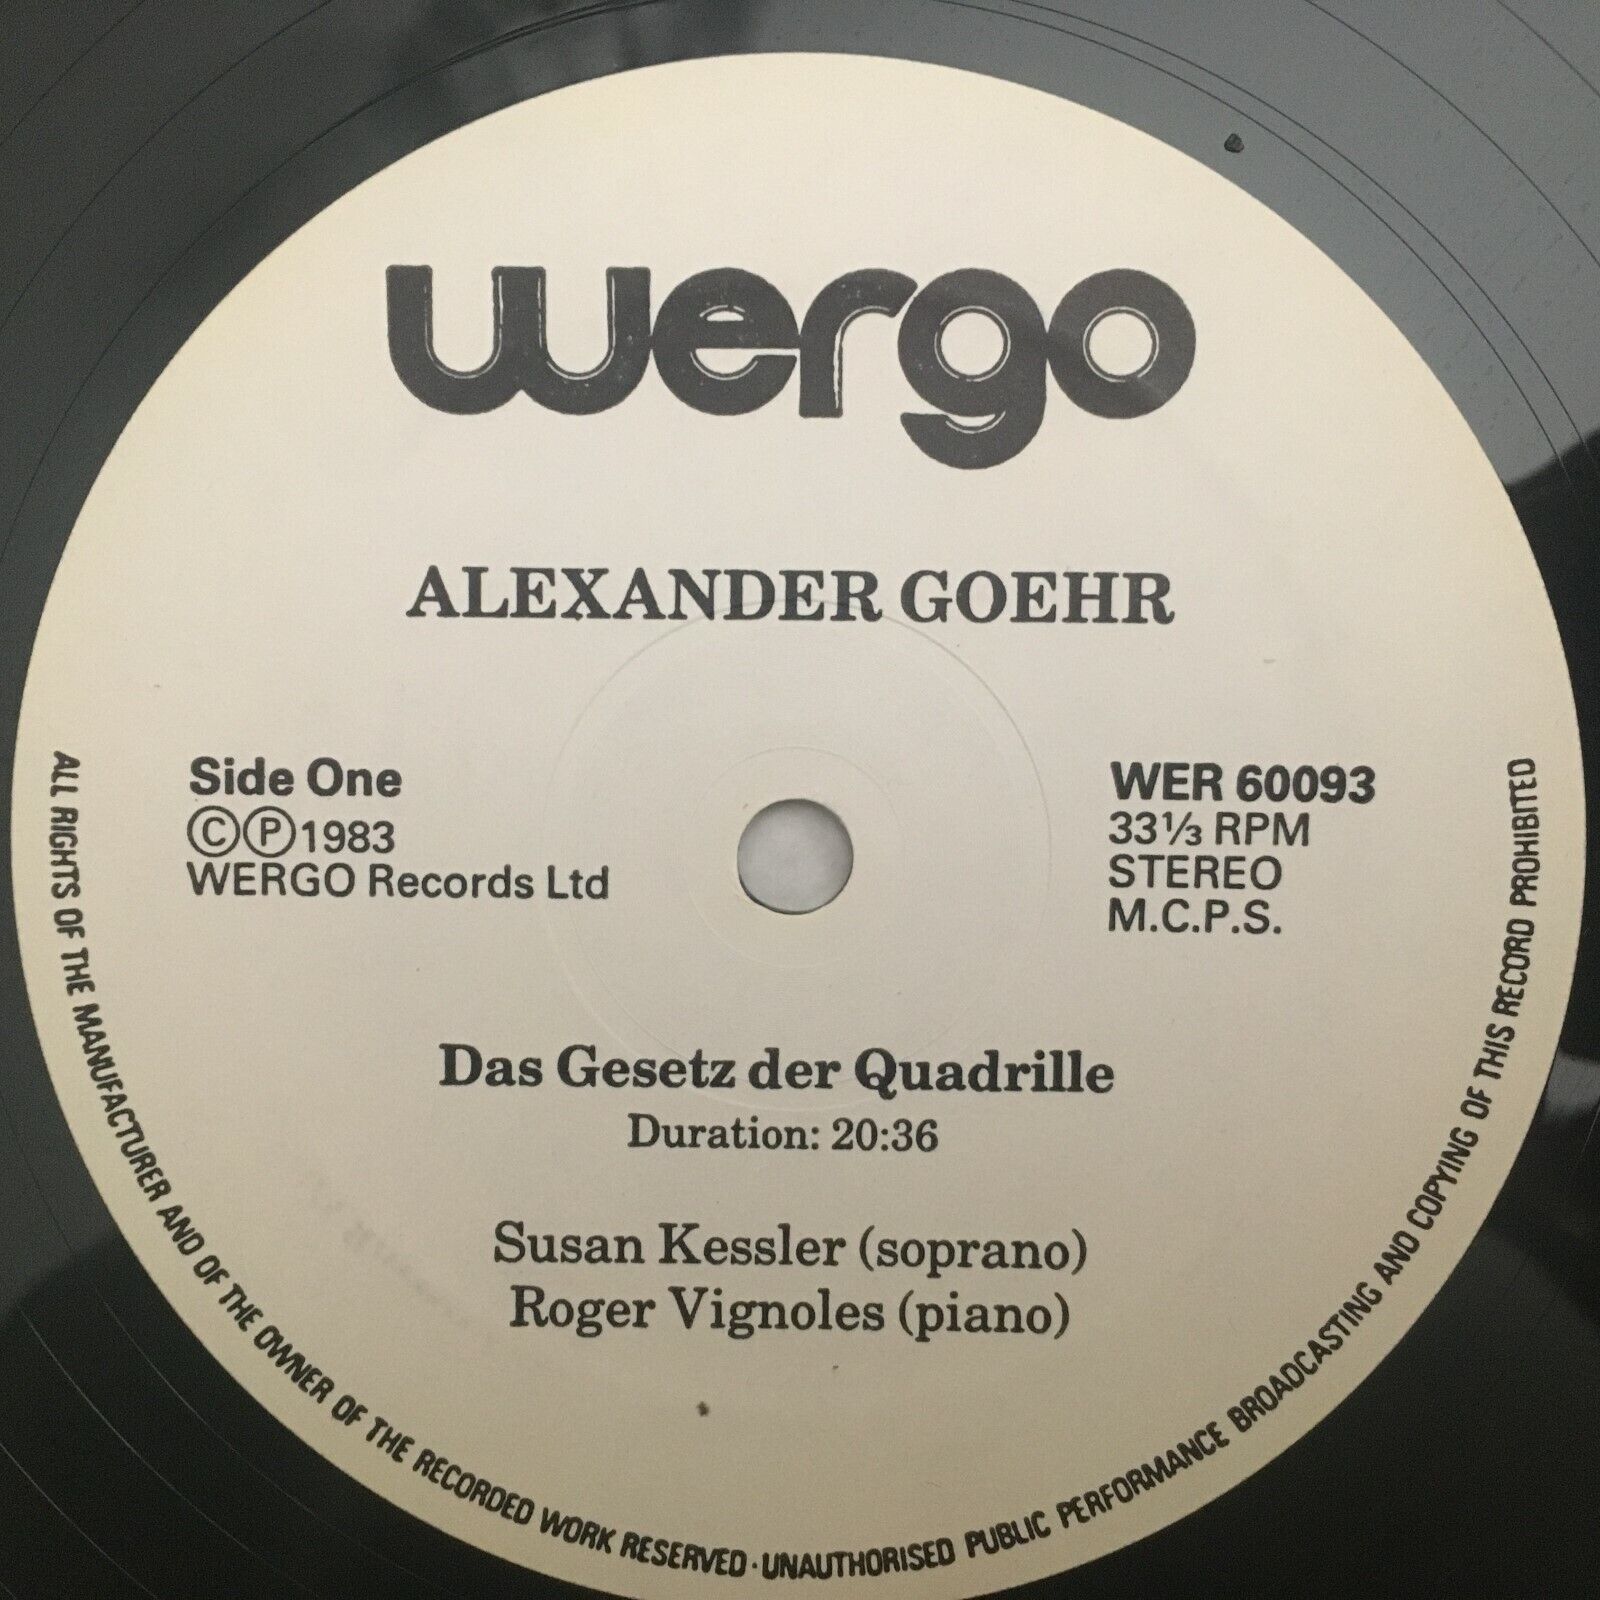 wergo
ALEXANDER GOEHR
Side One
©℗1983
WERGO Records Ltd
WER 60093
33⅓ RPM
STEREO
M.C.P.S.
Das Gesetz der Quadrille
Duration: 20:36
Susan Kessler (soprano)
Roger Vignoles (piano)
ALL RIGHTS OF THE MANUFACTURER AND OF THE OWNER OF THE RECORDED WORK RESERVED · UNAUTHORISED PUBLIC PERFORMANCE BROADCASTING AND COPYING OF THIS RECORD PROHIBITED